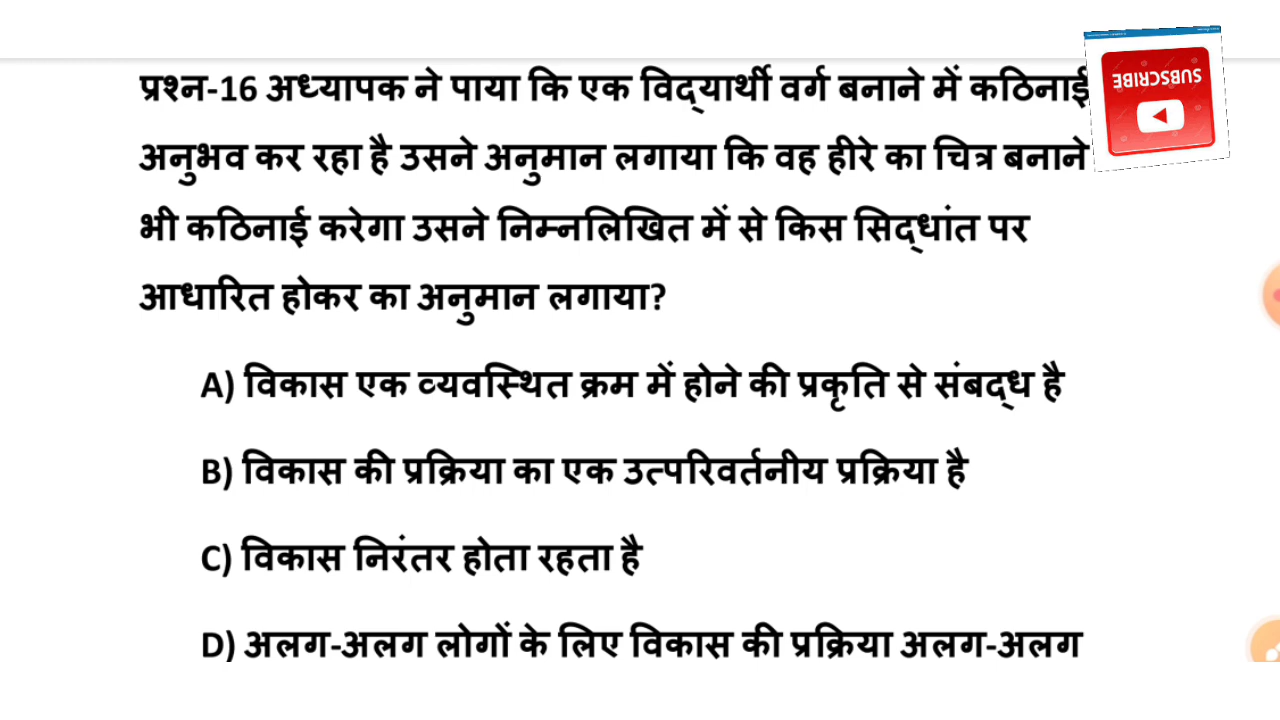 प्रश्न-16 अध्यापक ने पाया कि एक विद्यार्थी वर्ग बनाने में कठिनाई
अनुभव कर रहा है उसने अनुमान लगाया कि वह हीरे का चित्र बनाने
भी कठिनाई करेगा उसने निम्नलिखित में से किस सिद्धांत पर
आधारित होकर का अनुमान लगाया?
A) विकास एक व्यवस्थित क्रम में होने की प्रकृति से संबद्ध है
B) विकास की प्रक्रिया का एक उत्परिवर्तनीय प्रक्रिया है
C) विकास निरंतर होता रहता है
D) अलग-अलग लोगों के लिए विकास की प्रक्रिया अलग-अलग
SUBSCRIBE